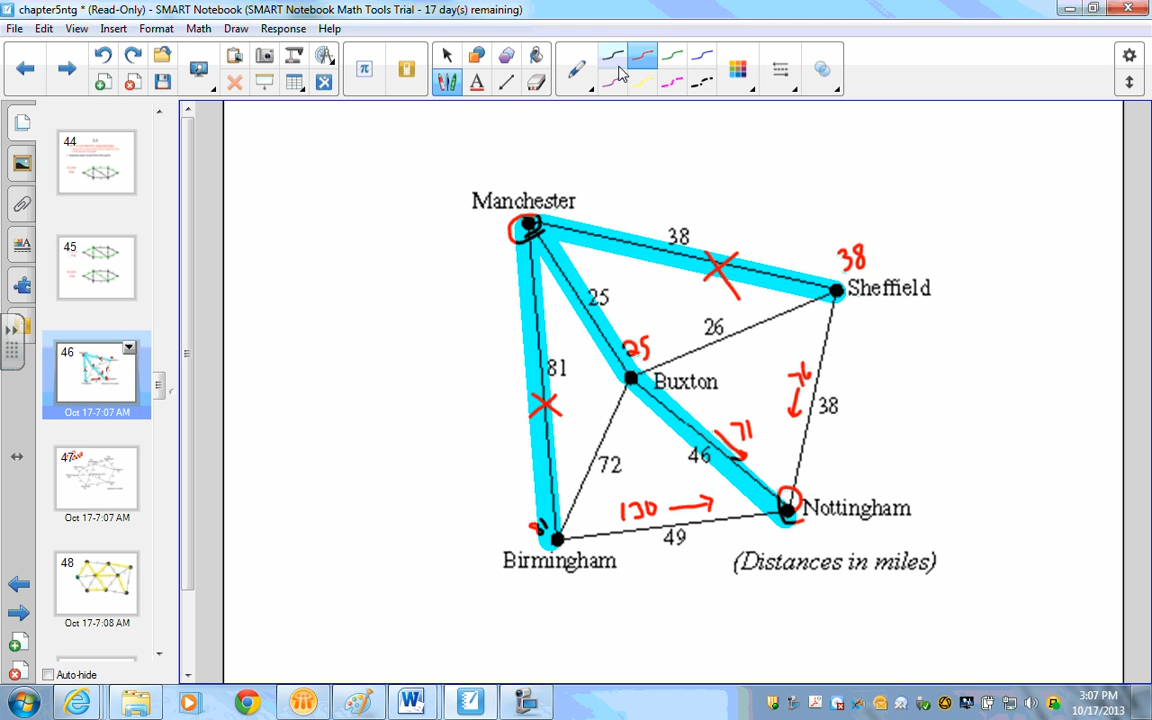 chapter5ntg * (Read-Only) - SMART Notebook (SMART Notebook Math Tools Trial - 17 day(s) remaining)
File Edit View Insert Format Math Draw Response Help
π
A
44
45
46
Oct 17-7:07 AM
47
Oct 17-7:07 AM
48
Oct 17-7:08 AM
Auto-hide
Manchester
38
38
Sheffield
25
26
25
81
Buxton
76
38
71
46
72
130
Nottingham
81
49
Birmingham
(Distances in miles)
3:07 PM
10/17/2013